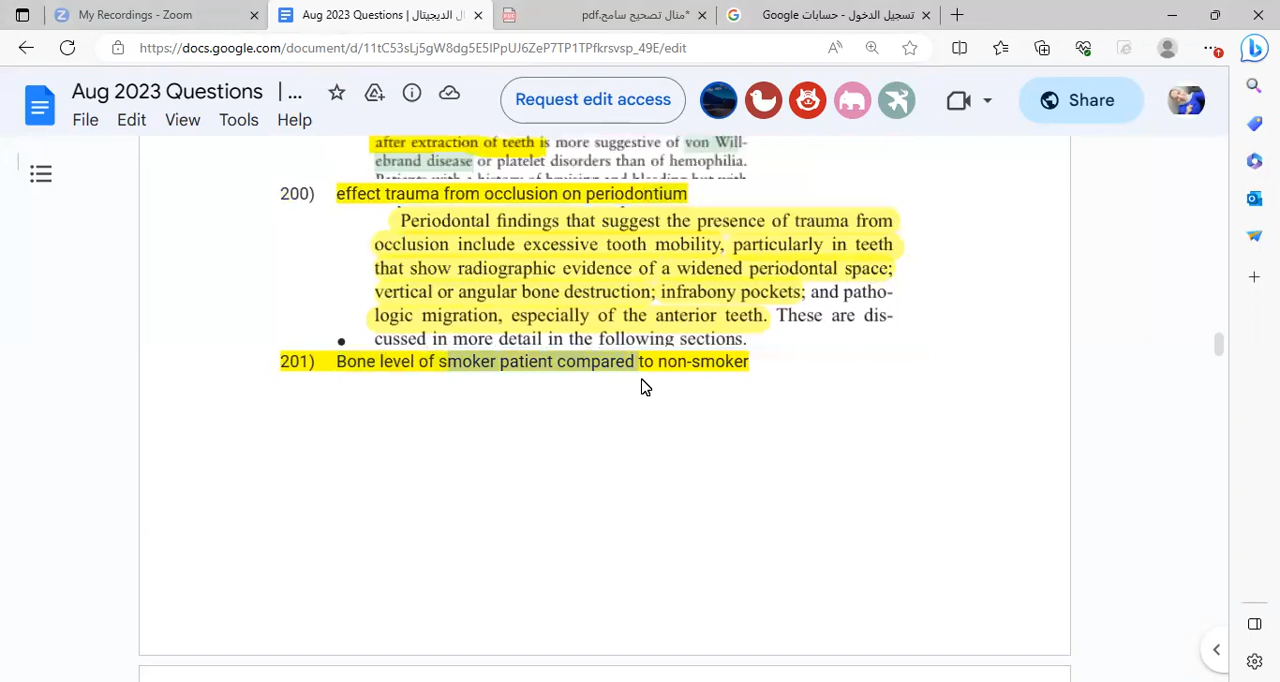 My Recordings - Zoom
Aug 2023 Questions | ال الديجيتال
منال تصحيح سامح.pdf*
تسجيل الدخول - حسابات Google
https://docs.google.com/document/d/11tC53sLj5gW8dg5E5IPpUJ6ZeP7TP1TPfkrsvsp_49E/edit
Aug 2023 Questions | ...
Request edit access
Share
File Edit View Tools Help
after extraction of teeth is more suggestive of von Will-
ebrand disease or platelet disorders than of hemophilia.
200) effect trauma from occlusion on periodontium
Periodontal findings that suggest the presence of trauma from
occlusion include excessive tooth mobility, particularly in teeth
that show radiographic evidence of a widened periodontal space;
vertical or angular bone destruction; infrabony pockets; and patho-
logic migration, especially of the anterior teeth. These are dis-
cussed in more detail in the following sections.
201) Bone level of smoker patient compared to non-smoker